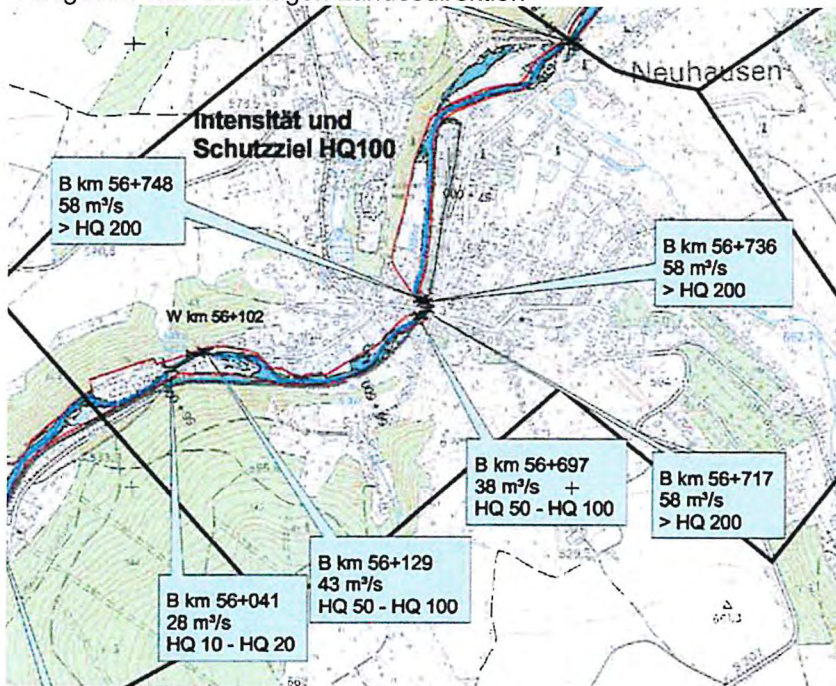 Neuhausen
Intensität und
Schutzziel HQ100
B km 56+748
58 m³/s
> HQ 200
B km 56+736
58 m³/s
> HQ 200
W km 56+102
B km 56+697
38 m³/s
HQ 50 - HQ 100
B km 56+717
58 m³/s
> HQ 200
B km 56+129
43 m³/s
HQ 50 - HQ 100
B km 56+041
28 m³/s
HQ 10 - HQ 20